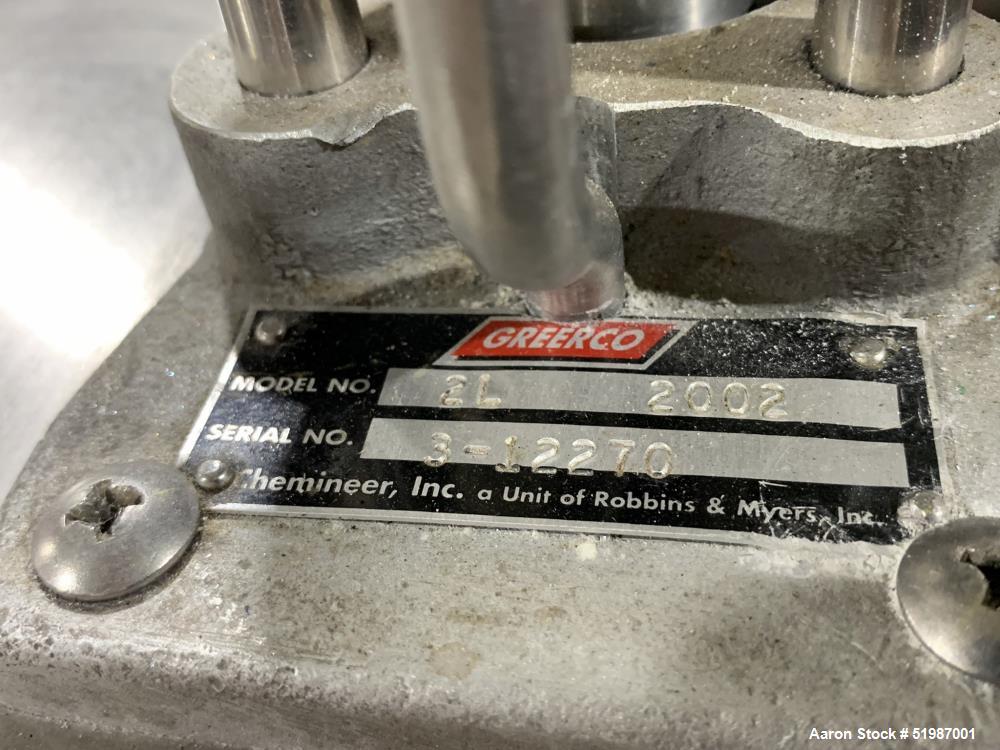 GREERCO
MODEL NO. 2L 2002
SERIAL NO. 3-12270
Chemineer, Inc. a Unit of Robbins & Myers, Inc.
Aaron Stock # 51987001